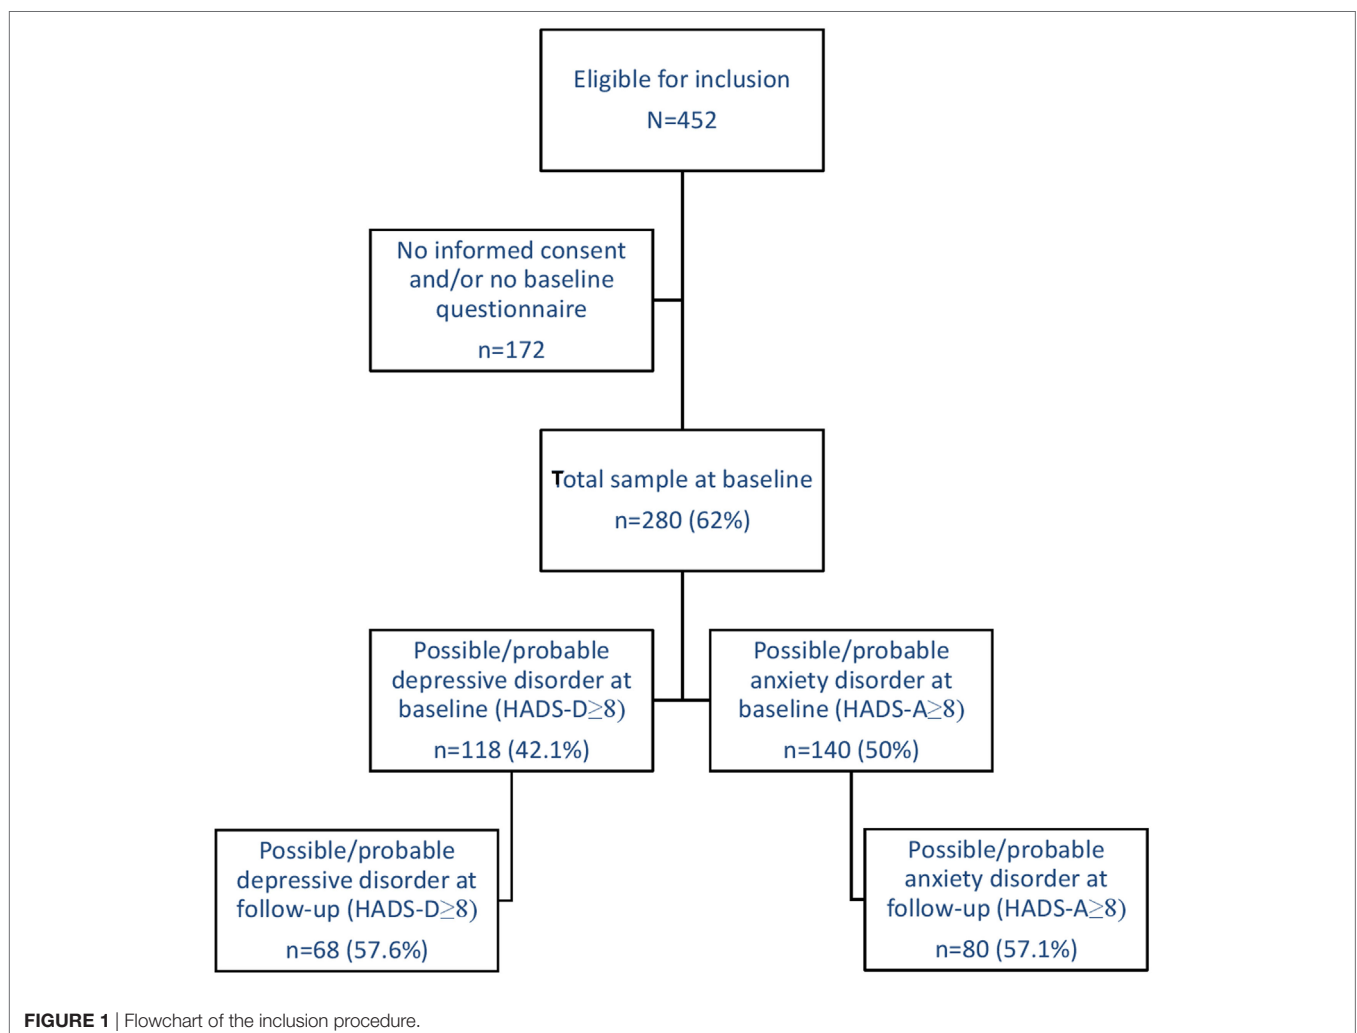 Eligible for inclusion
N=452
No informed consent
and/or no baseline
questionnaire
n=172
Total sample at baseline
n=280 (62%)
Possible/probable
depressive disorder at
baseline (HADS-D≥8)
n=118 (42.1%)
Possible/probable
anxiety disorder at
baseline (HADS-A≥8)
n=140 (50%)
Possible/probable
depressive disorder at
follow-up (HADS-D≥8)
n=68 (57.6%)
Possible/probable
anxiety disorder at
follow-up (HADS-A≥8)
n=80 (57.1%)
FIGURE 1 | Flowchart of the inclusion procedure.